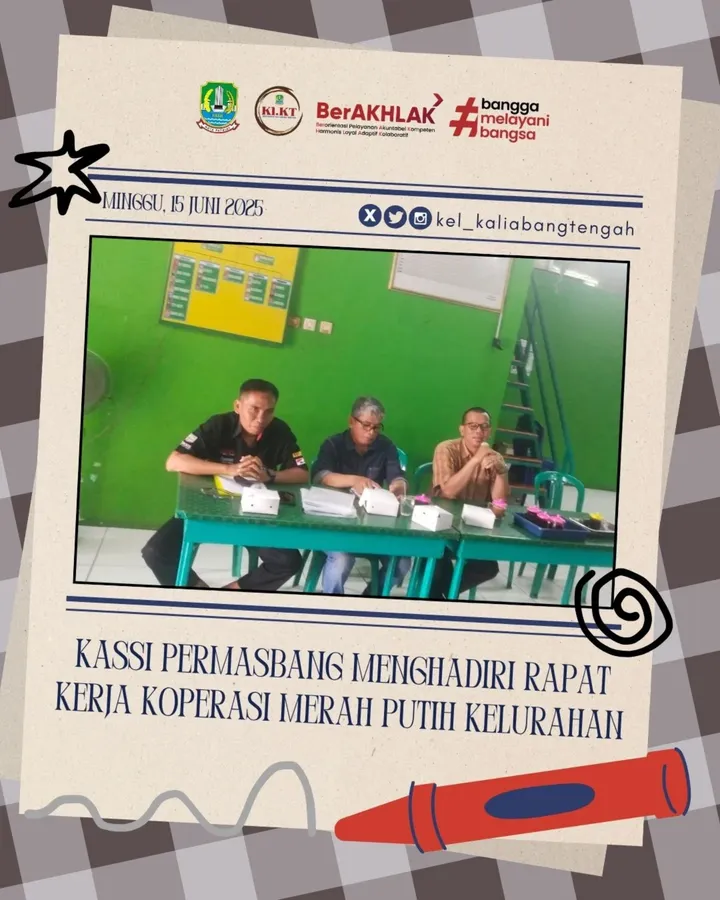 KLKT
BerAKHLAK
Berorientasi Pelayanan Akuntabel Kompeten
Harmonis Loyal Adaptif Kolaboratif
#bangga
melayani
bangsa
MINGGU, 15 JUNI 2025
kel_kaliabangtengah
KASSI PERMASBANG MENGHADIRI RAPAT
KERJA KOPERASI MERAH PUTIH KELURAHAN